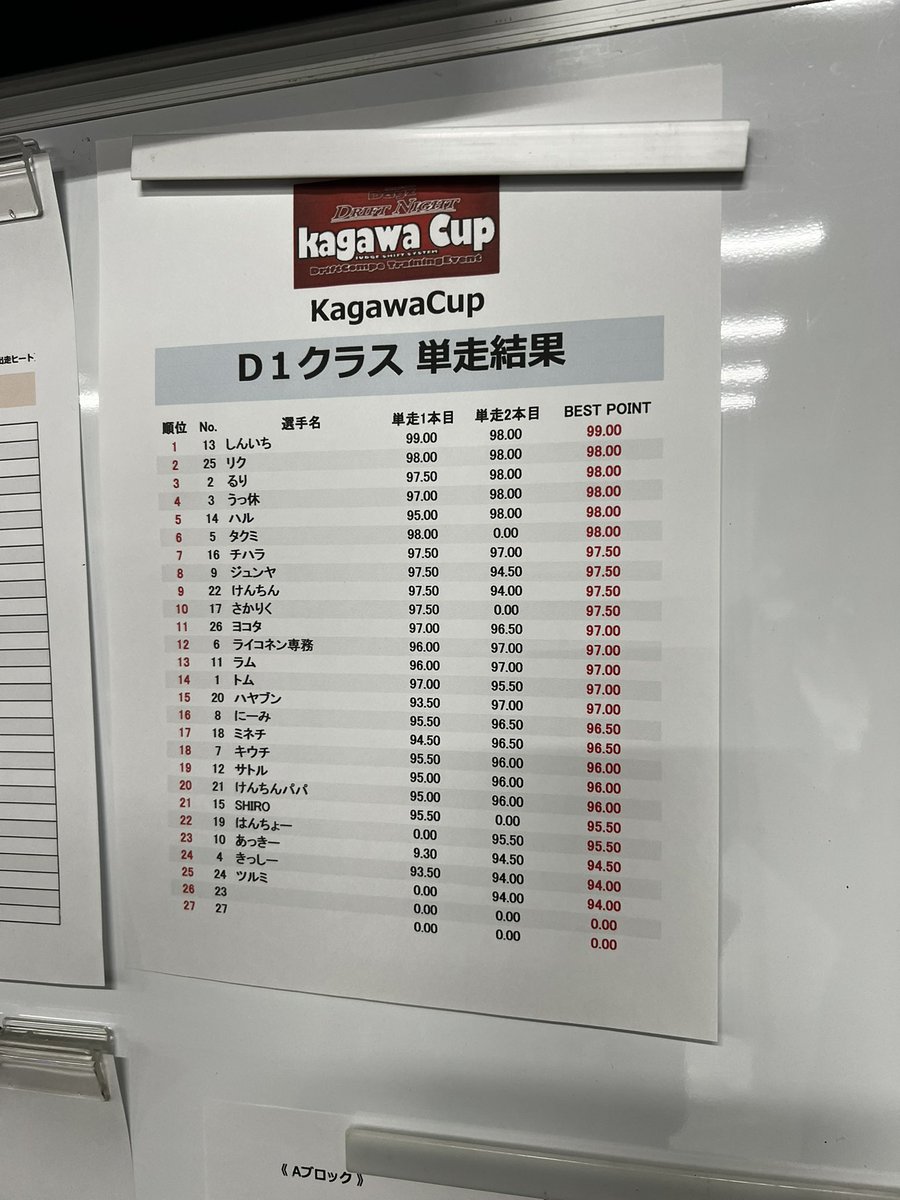 出走ヒート
DRIFT NIGHT
kagawa Cup
JUDGE SHIFT SYSTEM
DriftCompe TrainingEvent
KagawaCup
D1クラス 単走結果
順位 No. 選手名 単走1本目 単走2本目 BEST POINT
1 13 しんいち 99.00 98.00 99.00
2 25 リク 98.00 98.00 98.00
3 2 るり 97.50 98.00 98.00
4 3 うっ休 97.00 98.00 98.00
5 14 ハル 95.00 98.00 98.00
6 5 タクミ 98.00 0.00 98.00
7 16 チハラ 97.50 97.00 97.50
8 9 ジュンヤ 97.50 94.50 97.50
9 22 けんちん 97.50 94.00 97.50
10 17 さかりく 97.50 0.00 97.50
11 26 ヨコタ 97.00 96.50 97.00
12 6 ライコネン専務 96.00 97.00 97.00
13 11 ラム 96.00 97.00 97.00
14 1 トム 97.00 95.50 97.00
15 20 ハヤブン 93.50 97.00 97.00
16 8 にーみ 95.50 96.50 96.50
17 18 ミネチ 94.50 96.50 96.50
18 7 キウチ 95.50 96.00 96.00
19 12 サトル 95.00 96.00 96.00
20 21 けんちんパパ 95.00 96.00 96.00
21 15 SHIRO 95.50 0.00 95.50
22 19 はんちょー 0.00 95.50 95.50
23 10 あっきー 9.30 94.50 94.50
24 4 きっしー 93.50 94.00 94.00
25 24 ツルミ 0.00 94.00 94.00
26 23 0.00 0.00 0.00
27 27 0.00 0.00 0.00
《 Aブロック 》